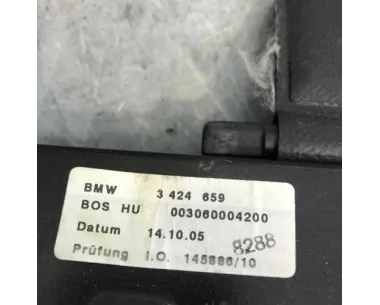 BMW 3 424 659
BOS HU 003060004200
Datum 14.10.05 8288
Prüfung I.O. 145886/10